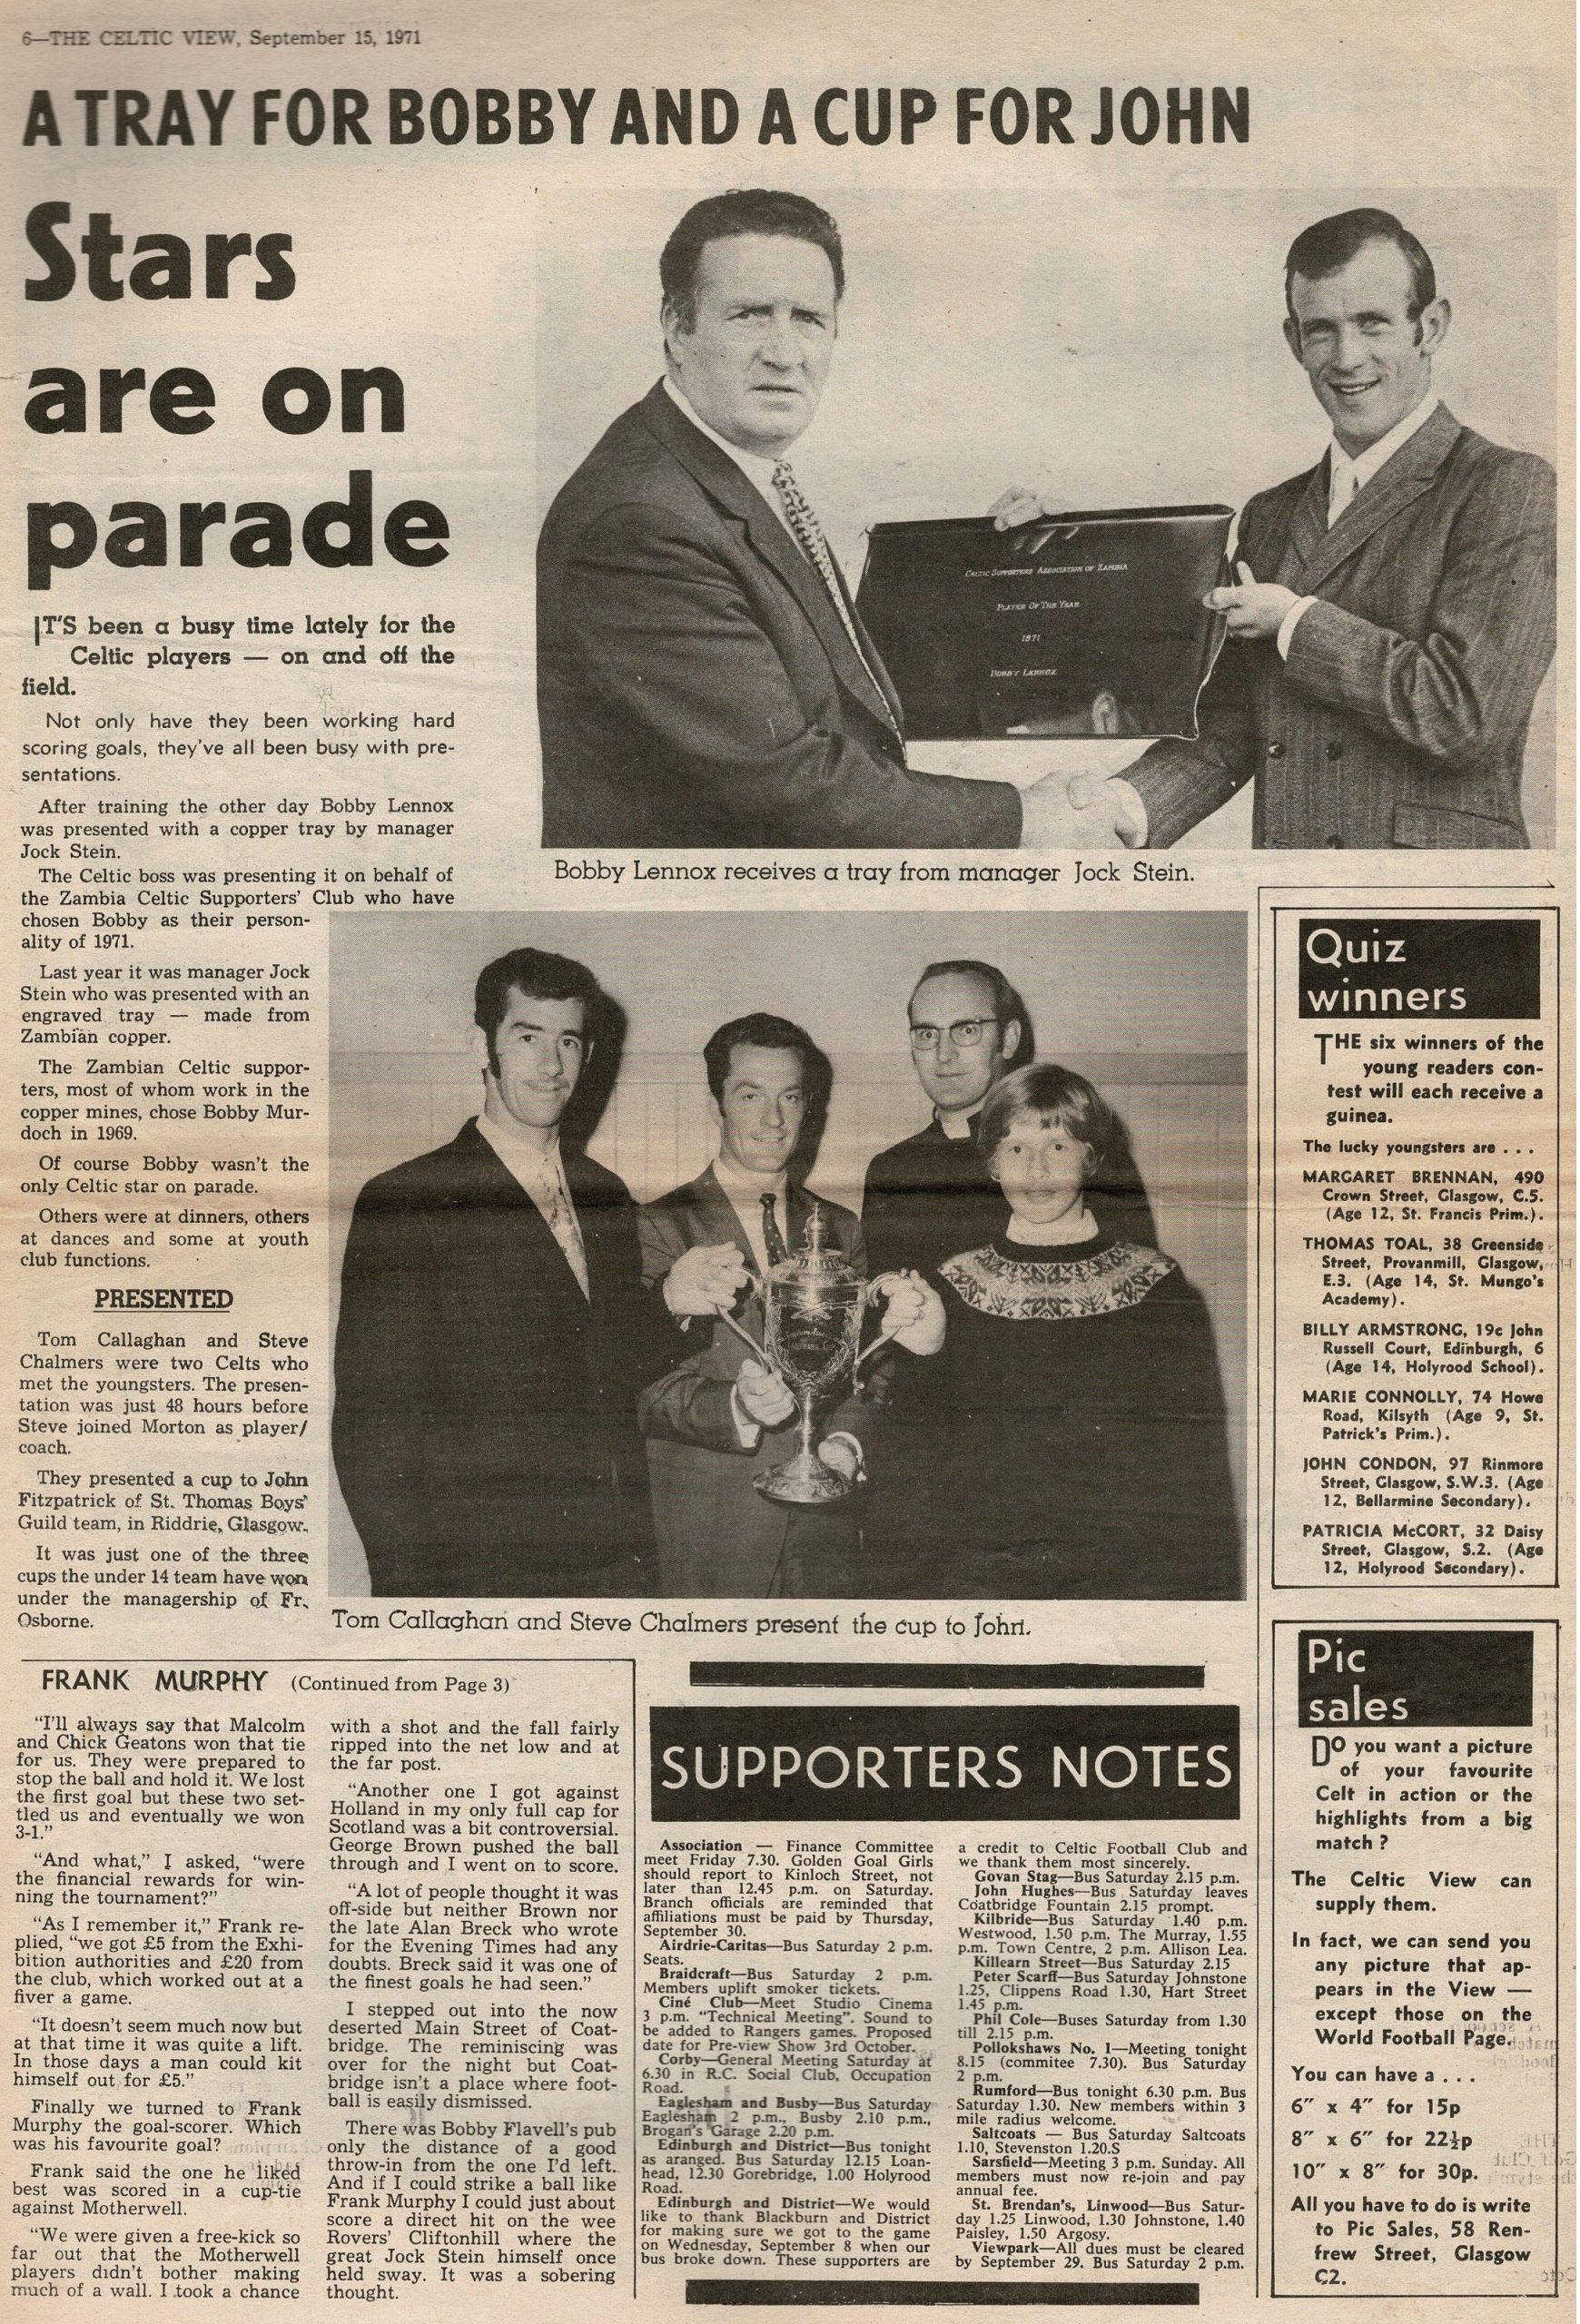 6—THE CELTIC VIEW, September 15, 1971
A TRAY FOR BOBBY AND A CUP FOR JOHN
Stars
are on
parade
IT'S been a busy time lately for the
Celtic players — on and off the
field.
Not only have they been working hard
scoring goals, they've all been busy with pre-
sentations.
After training the other day Bobby Lennox
was presented with a copper tray by manager
Jock Stein.
The Celtic boss was presenting it on behalf of
the Zambia Celtic Supporters' Club who have
chosen Bobby as their person-
ality of 1971.
Last year it was manager Jock
Stein who was presented with an
engraved tray — made from
Zambian copper.
The Zambian Celtic suppor-
ters, most of whom work in the
copper mines, chose Bobby Mur-
doch in 1969.
Of course Bobby wasn't the
only Celtic star on parade.
Others were at dinners, others
at dances and some at youth
club functions.
PRESENTED
Tom Callaghan and Steve
Chalmers were two Celts who
met the youngsters. The presen-
tation was just 48 hours before
Steve joined Morton as player/
coach.
They presented a cup to John
Fitzpatrick of St. Thomas Boys'
Guild team, in Riddrie, Glasgow.
It was just one of the three
cups the under 14 team have won
under the managership of Fr.
Osborne.
CELTIC SUPPORTERS ASSOCIATION OF ZAMBIA
PLAYER OF THE YEAR
1971
BOBBY LENNOX
Bobby Lennox receives a tray from manager Jock Stein.
Tom Callaghan and Steve Chalmers present the cup to John.
Quiz
winners
THE six winners of the
young readers con-
test will each receive a
guinea.
The lucky youngsters are . . .
MARGARET BRENNAN, 490
Crown Street, Glasgow, C.5.
(Age 12, St. Francis Prim.).
THOMAS TOAL, 38 Greenside
Street, Provanmill, Glasgow,
E.3. (Age 14, St. Mungo's
Academy).
BILLY ARMSTRONG, 19c John
Russell Court, Edinburgh, 6
(Age 14, Holyrood School).
MARIE CONNOLLY, 74 Howe
Road, Kilsyth (Age 9, St.
Patrick's Prim.).
JOHN CONDON, 97 Rinmore
Street, Glasgow, S.W.3. (Age
12, Bellarmine Secondary).
PATRICIA McCORT, 32 Daisy
Street, Glasgow, S.2. (Age
12, Holyrood Secondary).
Pic
sales
DO you want a picture
of your favourite
Celt in action or the
highlights from a big
match ?
The Celtic View can
supply them.
In fact, we can send you
any picture that ap-
pears in the View —
except those on the
World Football Page.
You can have a . . .
6" x 4" for 15p
8" x 6" for 22½p
10" x 8" for 30p.
All you have to do is write
to Pic Sales, 58 Ren-
frew Street, Glasgow
C2.
FRANK MURPHY (Continued from Page 3)
"I'll always say that Malcolm
and Chick Geatons won that tie
for us. They were prepared to
stop the ball and hold it. We lost
the first goal but these two set-
tled us and eventually we won
3-1."
"And what," I asked, "were
the financial rewards for win-
ning the tournament?"
"As I remember it," Frank re-
plied, "we got £5 from the Exhi-
bition authorities and £20 from
the club, which worked out at a
fiver a game.
"It doesn't seem much now but
at that time it was quite a lift.
In those days a man could kit
himself out for £5."
Finally we turned to Frank
Murphy the goal-scorer. Which
was his favourite goal?
Frank said the one he liked
best was scored in a cup-tie
against Motherwell.
"We were given a free-kick so
far out that the Motherwell
players didn't bother making
much of a wall. I took a chance
with a shot and the fall fairly
ripped into the net low and at
the far post.
"Another one I got against
Holland in my only full cap for
Scotland was a bit controversial.
George Brown pushed the ball
through and I went on to score.
"A lot of people thought it was
off-side but neither Brown nor
the late Alan Breck who wrote
for the Evening Times had any
doubts. Breck said it was one of
the finest goals he had seen."
I stepped out into the now
deserted Main Street of Coat-
bridge. The reminiscing was
over for the night but Coat-
bridge isn't a place where foot-
ball is easily dismissed.
There was Bobby Flavell's pub
only the distance of a good
throw-in from the one I'd left.
And if I could strike a ball like
Frank Murphy I could just about
score a direct hit on the wee
Rovers' Cliftonhill where the
great Jock Stein himself once
held sway. It was a sobering
thought.
SUPPORTERS NOTES
Association — Finance Committee
meet Friday 7.30. Golden Goal Girls
should report to Kinloch Street, not
later than 12.45 p.m. on Saturday.
Branch officials are reminded that
affiliations must be paid by Thursday,
September 30.
Airdrie-Caritas—Bus Saturday 2 p.m.
Seats.
Braidcraft—Bus Saturday 2 p.m.
Members uplift smoker tickets.
Ciné Club—Meet Studio Cinema
3 p.m. "Technical Meeting". Sound to
be added to Rangers games. Proposed
date for Pre-view Show 3rd October.
Corby—General Meeting Saturday at
6.30 in R.C. Social Club, Occupation
Road.
Eaglesham and Busby—Bus Saturday
Eaglesham 2 p.m., Busby 2.10 p.m.,
Brogan's Garage 2.20 p.m.
Edinburgh and District—Bus tonight
as aranged. Bus Saturday 12.15 Loan-
head, 12.30 Gorebridge, 1.00 Holyrood
Road.
Edinburgh and District—We would
like to thank Blackburn and District
for making sure we got to the game
on Wednesday, September 8 when our
bus broke down. These supporters are
a credit to Celtic Football Club and
we thank them most sincerely.
Govan Stag—Bus Saturday 2.15 p.m.
John Hughes—Bus Saturday leaves
Coatbridge Fountain 2.15 prompt.
Kilbride—Bus Saturday 1.40 p.m.
Westwood, 1.50 p.m. The Murray, 1.55
p.m. Town Centre, 2 p.m. Allison Lea.
Killearn Street—Bus Saturday 2.15
Peter Scarff—Bus Saturday Johnstone
1.25, Clippens Road 1.30, Hart Street
1.45 p.m.
Phil Cole—Buses Saturday from 1.30
till 2.15 p.m.
Pollokshaws No. 1—Meeting tonight
8.15 (commitee 7.30). Bus Saturday
2 p.m.
Rumford—Bus tonight 6.30 p.m. Bus
Saturday 1.30. New members within 3
mile radius welcome.
Saltcoats — Bus Saturday Saltcoats
1.10, Stevenston 1.20.S
Sarsfield—Meeting 3 p.m. Sunday. All
members must now re-join and pay
annual fee.
St. Brendan's, Linwood—Bus Satur-
day 1.25 Linwood, 1.30 Johnstone, 1.40
Paisley, 1.50 Argosy.
Viewpark—All dues must be cleared
by September 29. Bus Saturday 2 p.m.